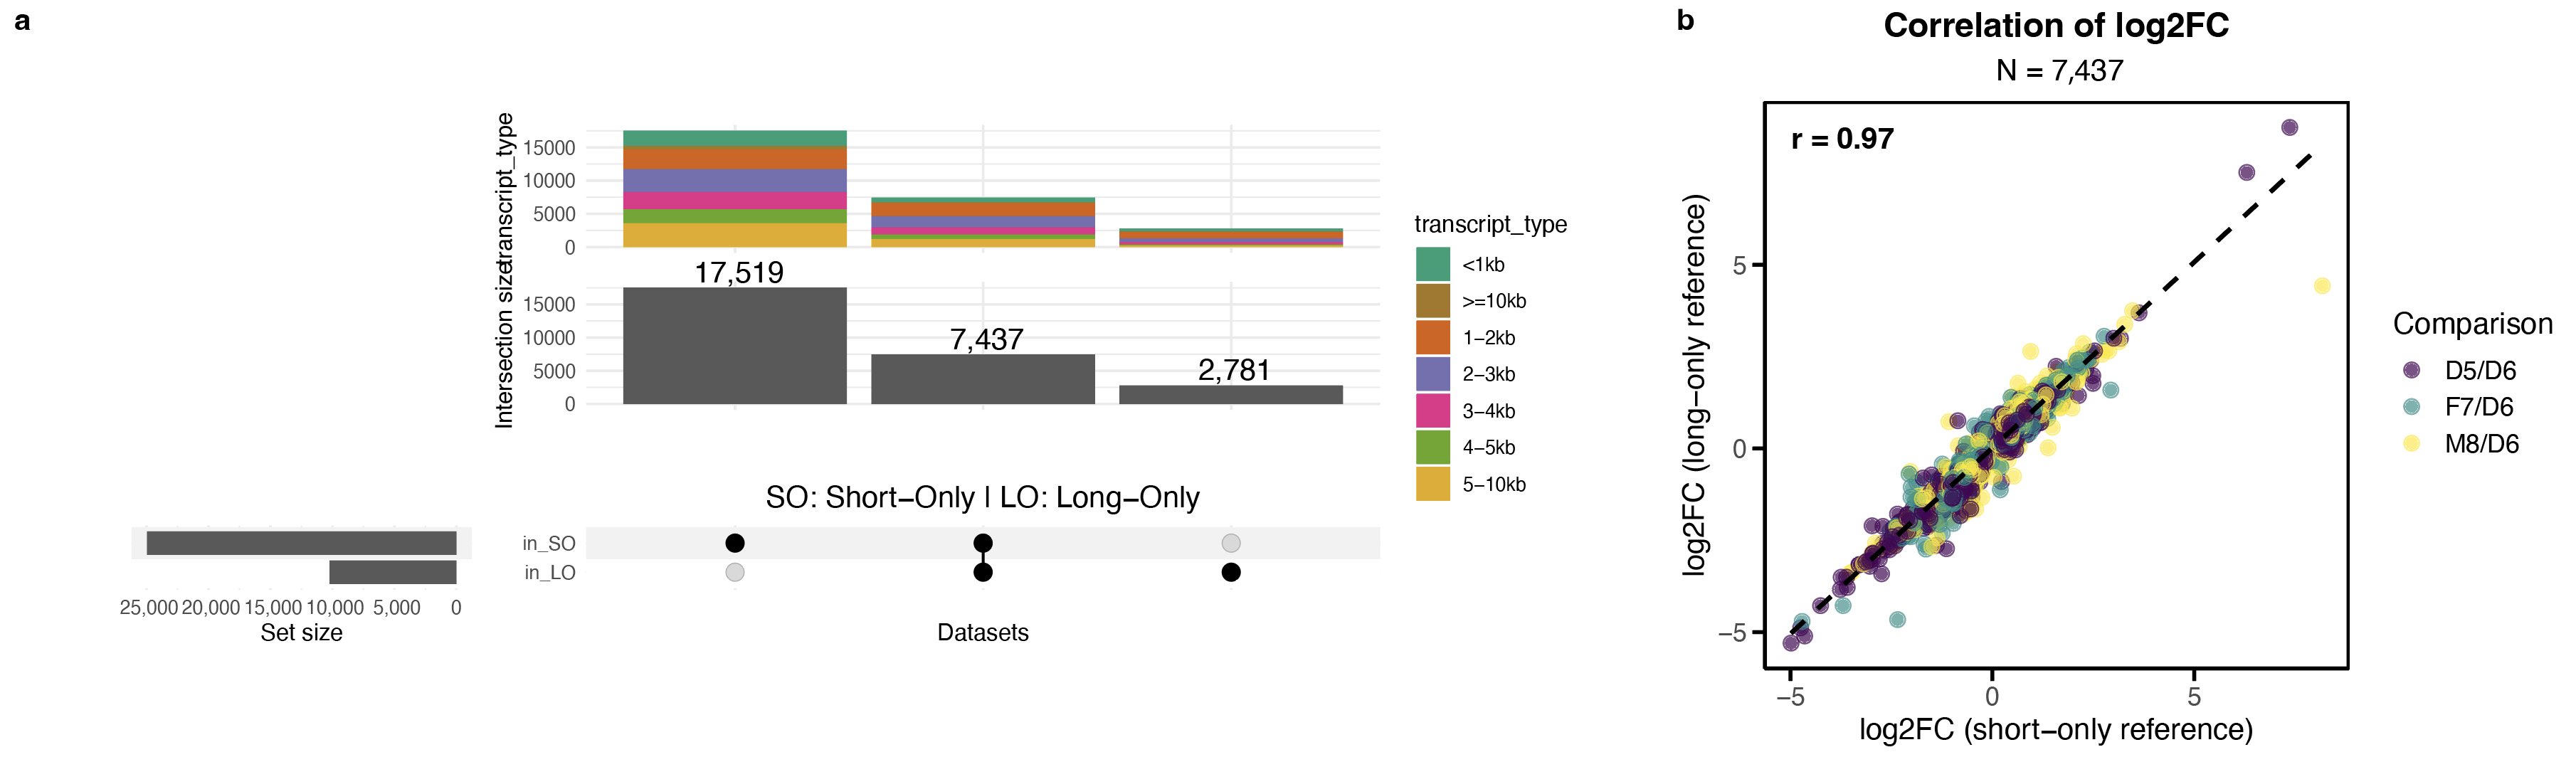 a
transcript_type
15000
10000
5000
0
17,519
7,437
2,781
Intersection size
15000
10000
5000
0
transcript_type
<1kb
>=10kb
1−2kb
2−3kb
3−4kb
4−5kb
5−10kb
SO: Short−Only | LO: Long−Only
in_SO
in_LO
25,000 20,000 15,000 10,000 5,000 0
Set size
Datasets
b
Correlation of log2FC
N = 7,437
r = 0.97
log2FC (long−only reference)
5
0
−5
−5 0 5
log2FC (short−only reference)
Comparison
D5/D6
F7/D6
M8/D6